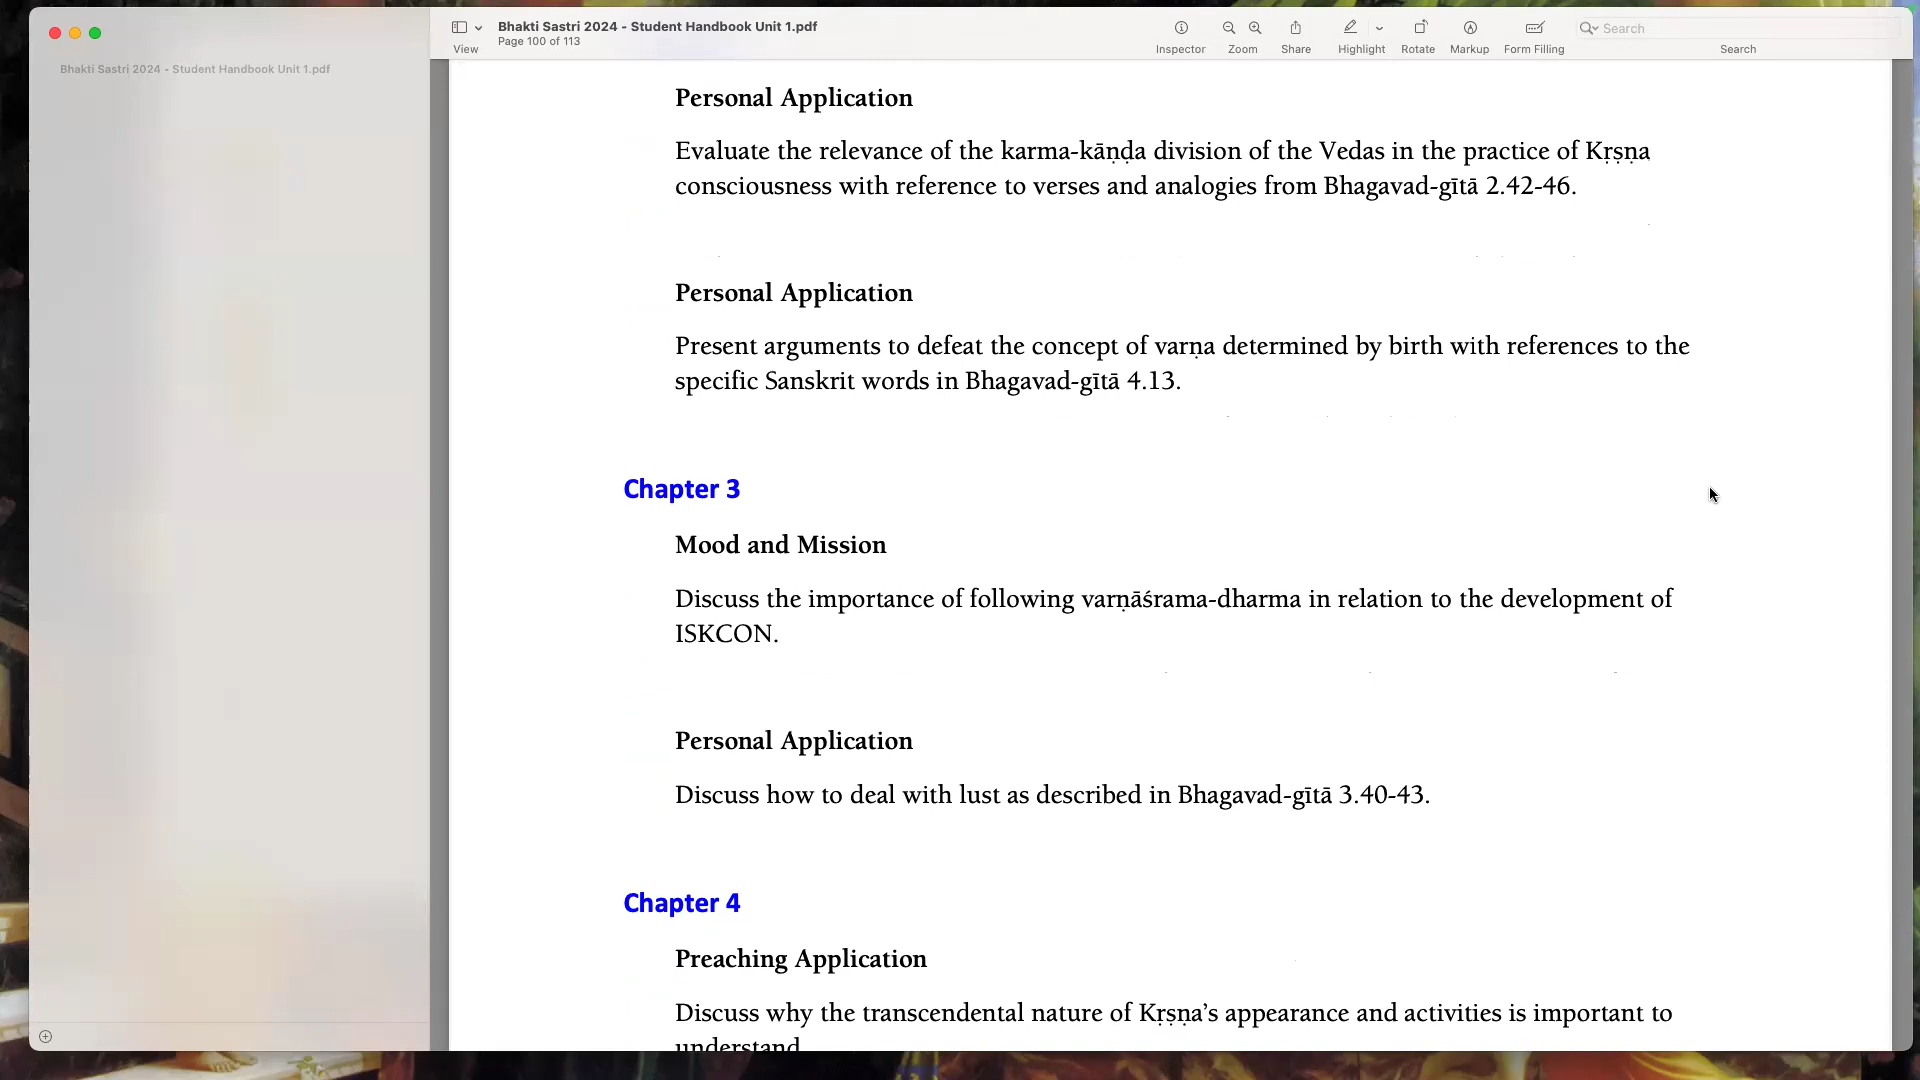 Bhakti Sastri 2024 - Student Handbook Unit 1.pdf
Page 100 of 113
View
Inspector
Zoom
Share
Highlight
Rotate
Markup
Form Filling
Search
Search
Bhakti Sastri 2024 - Student Handbook Unit 1.pdf
Personal Application
Evaluate the relevance of the karma-kāṇḍa division of the Vedas in the practice of Kṛṣṇa
consciousness with reference to verses and analogies from Bhagavad-gītā 2.42-46.
Personal Application
Present arguments to defeat the concept of varṇa determined by birth with references to the
specific Sanskrit words in Bhagavad-gītā 4.13.
Chapter 3
Mood and Mission
Discuss the importance of following varṇāśrama-dharma in relation to the development of
ISKCON.
Personal Application
Discuss how to deal with lust as described in Bhagavad-gītā 3.40-43.
Chapter 4
Preaching Application
Discuss why the transcendental nature of Kṛṣṇa’s appearance and activities is important to
understand.